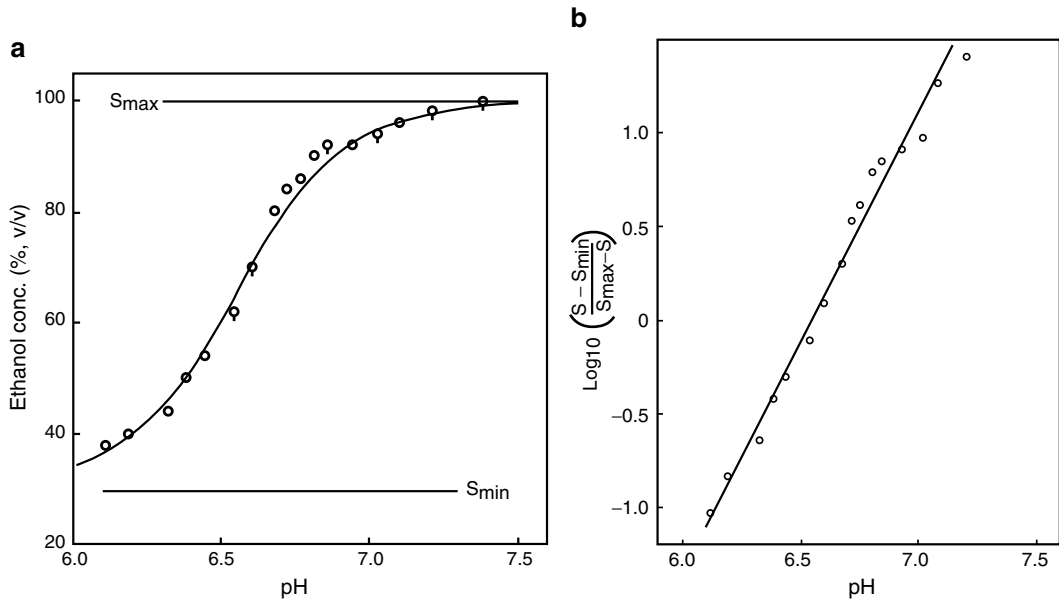 a
Ethanol conc. (%, v/v)
100
80
60
40
20
Smax
Smin
6.0
6.5
7.0
7.5
pH
b
Log10 (S − Smin / Smax−S)
1.0
0.5
0
−0.5
−1.0
6.0
6.5
7.0
7.5
pH